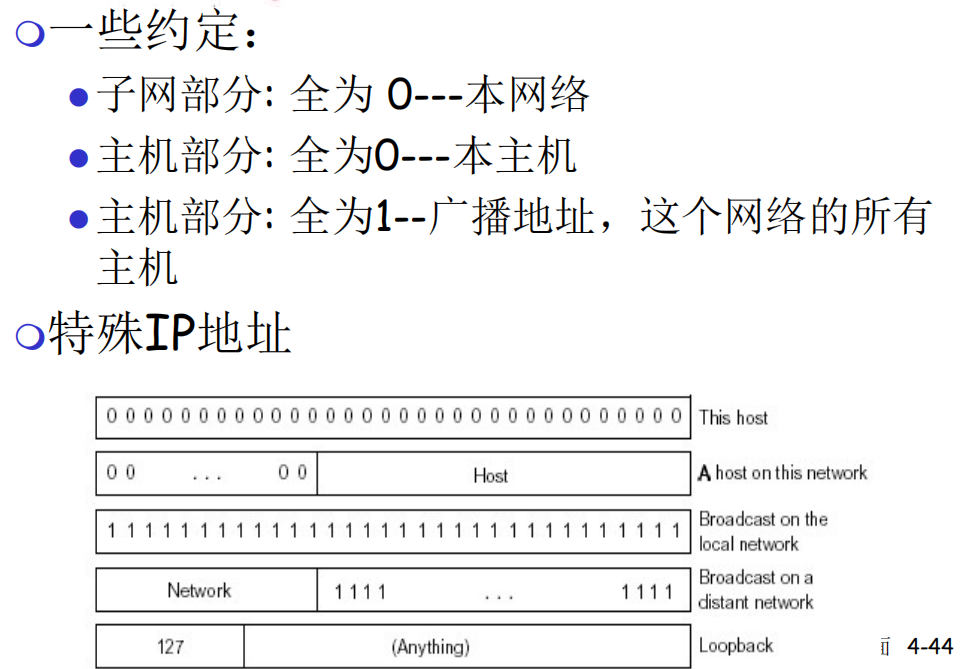 一些约定：
子网部分: 全为 0---本网络
主机部分: 全为0---本主机
主机部分: 全为1--广播地址，这个网络的所有
主机
特殊IP地址
0 0 0 0 0 0 0 0 0 0 0 0 0 0 0 0 0 0 0 0 0 0 0 0 0 0 0 0 0 0 0 0 This host
0 0 ... 0 0 Host A host on this network
1 1 1 1 1 1 1 1 1 1 1 1 1 1 1 1 1 1 1 1 1 1 1 1 1 1 1 1 1 1 1 1 Broadcast on the
local network
Network 1 1 1 1 ... 1 1 1 1 Broadcast on a
distant network
127 (Anything) Loopback
4-44